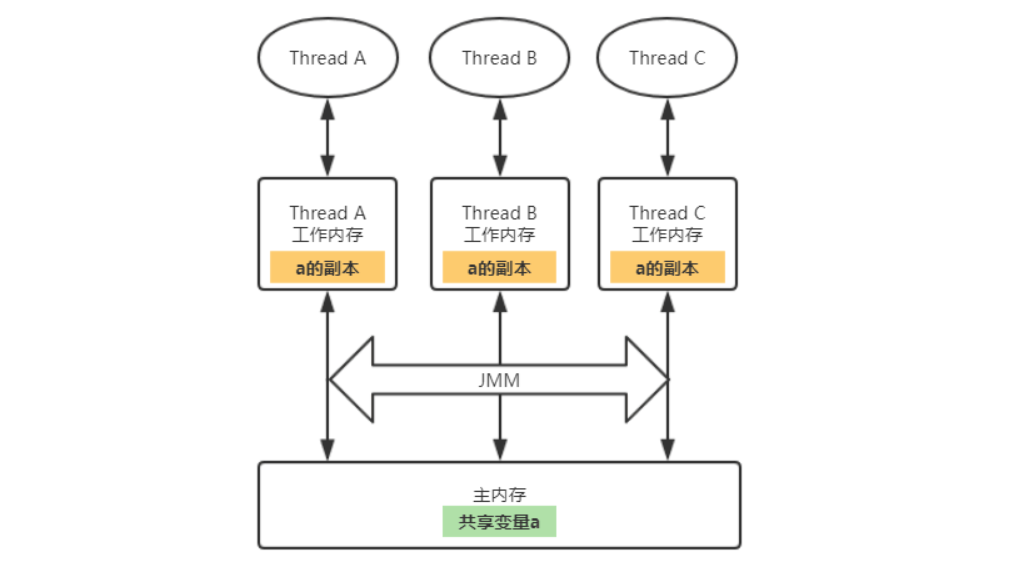 Thread A
Thread B
Thread C
Thread A
工作内存
a的副本
Thread B
工作内存
a的副本
Thread C
工作内存
a的副本
JMM
主内存
共享变量a